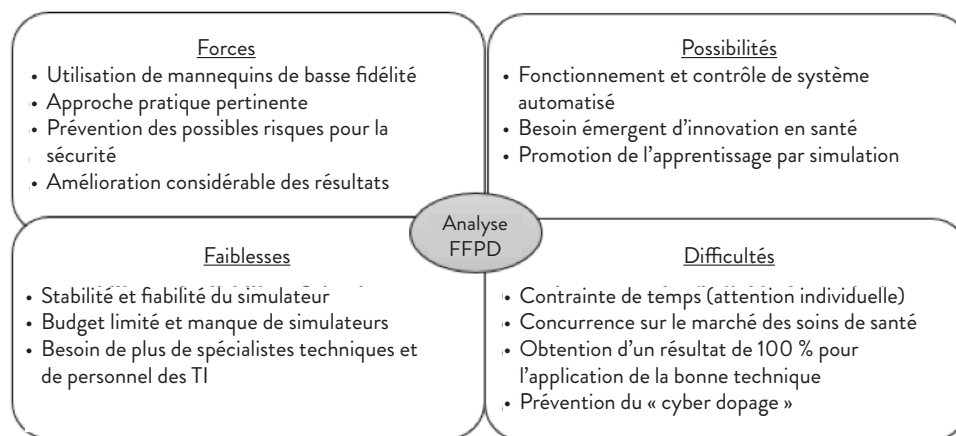 Forces
• Utilisation de mannequins de basse fidélité
• Approche pratique pertinente
• Prévention des possibles risques pour la
sécurité
• Amélioration considérable des résultats
Possibilités
• Fonctionnement et contrôle de système
automatisé
• Besoin émergent d’innovation en santé
• Promotion de l’apprentissage par simulation
Analyse
FFPD
Faiblesses
• Stabilité et fiabilité du simulateur
• Budget limité et manque de simulateurs
• Besoin de plus de spécialistes techniques et
de personnel des TI
Difficultés
• Contrainte de temps (attention individuelle)
• Concurrence sur le marché des soins de santé
• Obtention d’un résultat de 100 % pour
l’application de la bonne technique
• Prévention du « cyber dopage »